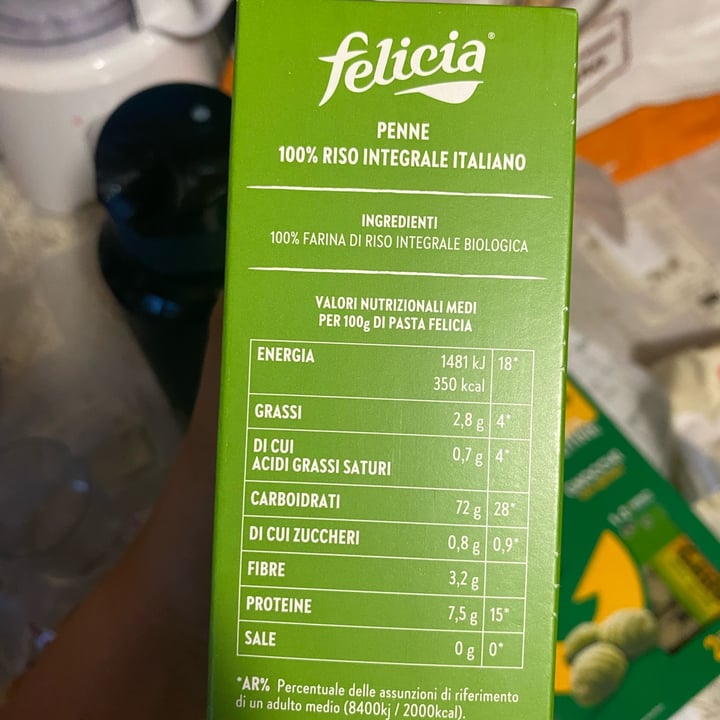 felicia®
PENNE
100% RISO INTEGRALE ITALIANO
INGREDIENTI
100% FARINA DI RISO INTEGRALE BIOLOGICA
VALORI NUTRIZIONALI MEDI
PER 100g DI PASTA FELICIA
ENERGIA 1481 kJ 18*
350 kcal
GRASSI 2,8 g 4*
DI CUI
ACIDI GRASSI SATURI 0,7 g 4*
CARBOIDRATI 72 g 28*
DI CUI ZUCCHERI 0,8 g 0,9*
FIBRE 3,2 g
PROTEINE 7,5 g 15*
SALE 0 g 0*
*AR% Percentuale delle assunzioni di riferimento
di un adulto medio (8400kj / 2000kcal).